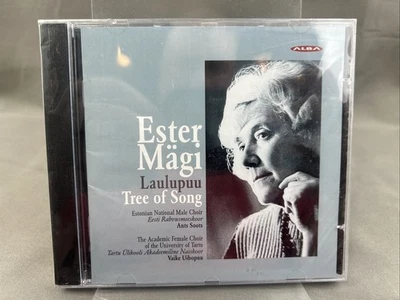 ALBA
Ester
Mägi
Laulupuu
Tree of Song
Estonian National Male Choir
Eesti Rahvusmeeskoor
Ants Soots
The Academic Female Choir
of the University of Tartu
Tartu Ülikooli Akadeemiline Naiskoor
Vaike Uibopuu